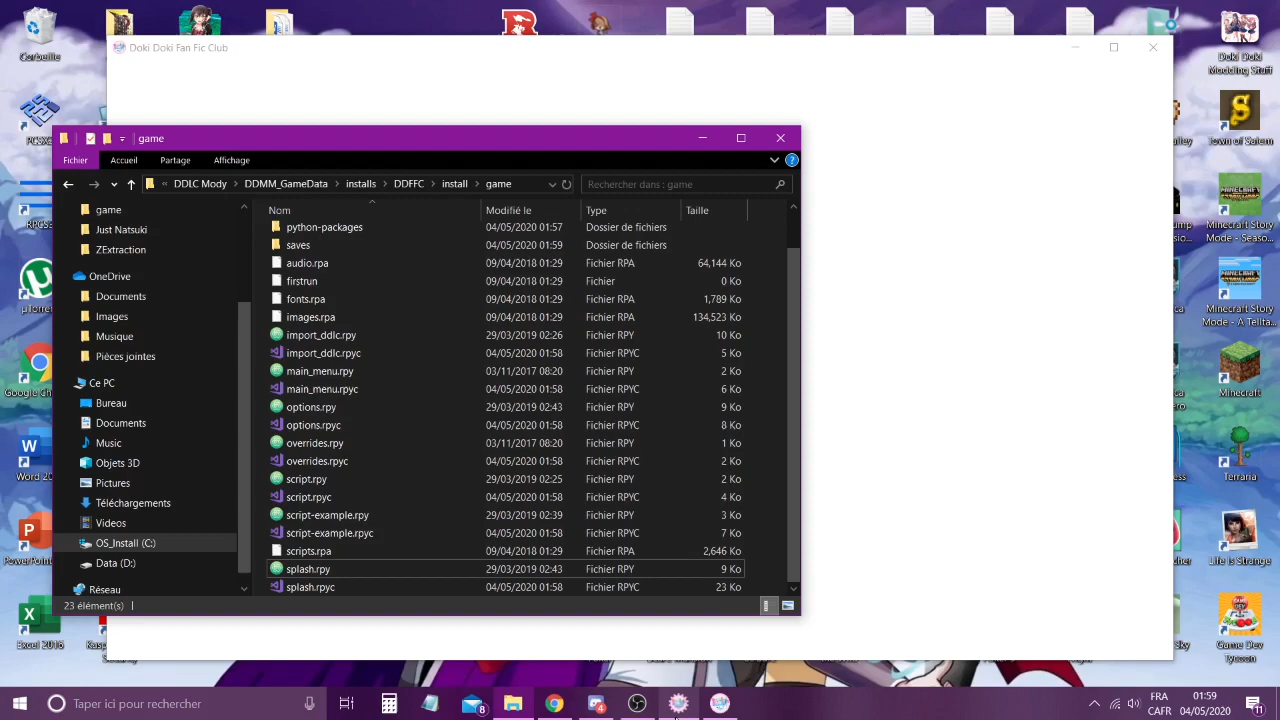 Corbeille
Doki Doki Fan Fic Club
Doki Doki
Modding Stuff
game
Fichier
Accueil
Partage
Affichage
« DDLC Mody > DDMM_GameData > installs > DDFFC > install > game
Rechercher dans : game
Nom
Modifié le
Type
Taille
game
Just Natsuki
ZExtraction
OneDrive
Documents
Images
Musique
Pièces jointes
Ce PC
Bureau
Documents
Music
Objets 3D
Pictures
Téléchargements
Videos
OS_Install (C:)
Data (D:)
Réseau
python-packages 04/05/2020 01:57 Dossier de fichiers
saves 04/05/2020 01:59 Dossier de fichiers
audio.rpa 09/04/2018 01:29 Fichier RPA 64,144 Ko
firstrun 09/04/2018 01:29 Fichier 0 Ko
fonts.rpa 09/04/2018 01:29 Fichier RPA 1,789 Ko
images.rpa 09/04/2018 01:29 Fichier RPA 134,523 Ko
import_ddlc.rpy 29/03/2019 02:26 Fichier RPY 10 Ko
import_ddlc.rpyc 04/05/2020 01:58 Fichier RPYC 5 Ko
main_menu.rpy 03/11/2017 08:20 Fichier RPY 2 Ko
main_menu.rpyc 04/05/2020 01:58 Fichier RPYC 6 Ko
options.rpy 29/03/2019 02:43 Fichier RPY 9 Ko
options.rpyc 04/05/2020 01:58 Fichier RPYC 8 Ko
overrides.rpy 03/11/2017 08:20 Fichier RPY 1 Ko
overrides.rpyc 04/05/2020 01:58 Fichier RPYC 2 Ko
script.rpy 29/03/2019 02:25 Fichier RPY 2 Ko
script.rpyc 04/05/2020 01:58 Fichier RPYC 4 Ko
script-example.rpy 29/03/2019 02:39 Fichier RPY 3 Ko
script-example.rpyc 04/05/2020 01:58 Fichier RPYC 7 Ko
scripts.rpa 09/04/2018 01:29 Fichier RPA 2,646 Ko
splash.rpy 29/03/2019 02:43 Fichier RPY 9 Ko
splash.rpyc 04/05/2020 01:58 Fichier RPYC 23 Ko
23 élément(s)
Town of Salem
Minecraft
Story
Mode - Seaso...
Minecraft Story
Mode - A Tellta...
Minecraft
Terraria
Life is Strange
Game Dev
Tycoon
PCSX2
RPCS3
µTorrent
Google Ch
Word 20
PowerPoint
Excel 2016
Taper ici pour rechercher
8
4
FRA
CAFR
01:59
04/05/2020
11